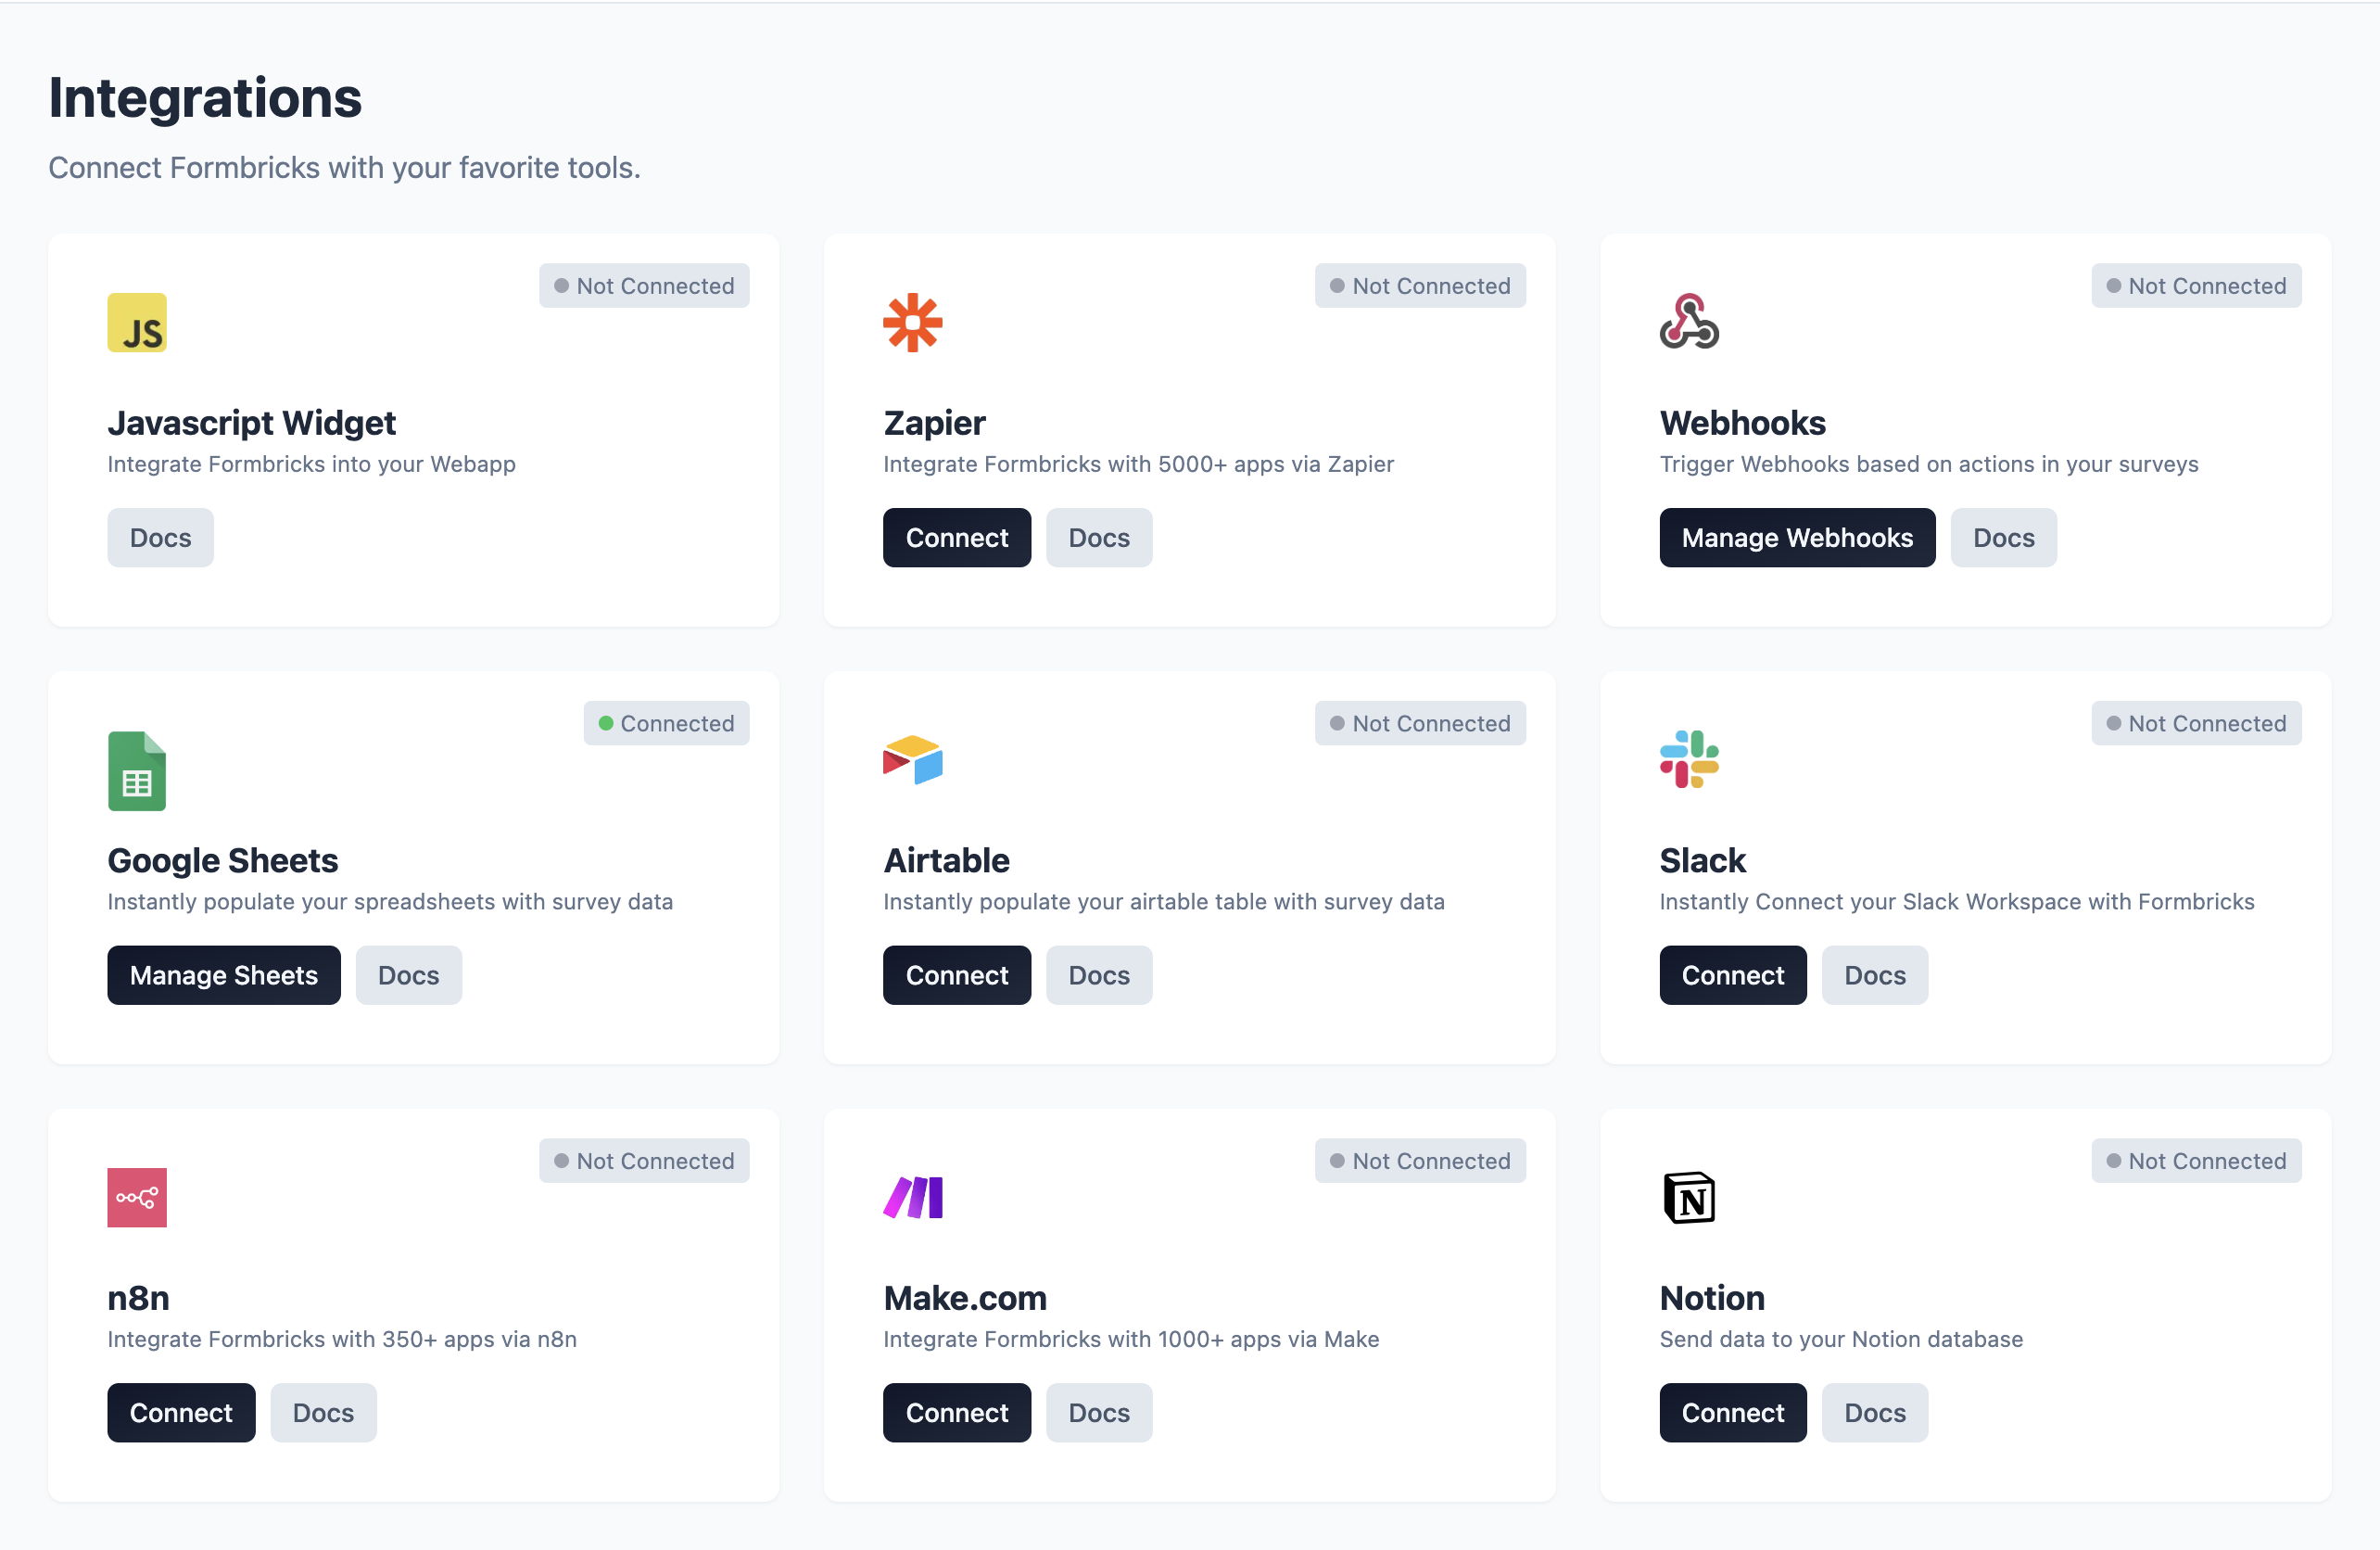 Integrations
Connect Formbricks with your favorite tools.
Not Connected
JS
Javascript Widget
Integrate Formbricks into your Webapp
Docs
Not Connected
Zapier
Integrate Formbricks with 5000+ apps via Zapier
Connect
Docs
Not Connected
Webhooks
Trigger Webhooks based on actions in your surveys
Manage Webhooks
Docs
Connected
Google Sheets
Instantly populate your spreadsheets with survey data
Manage Sheets
Docs
Not Connected
Airtable
Instantly populate your airtable table with survey data
Connect
Docs
Not Connected
Slack
Instantly Connect your Slack Workspace with Formbricks
Connect
Docs
Not Connected
n8n
Integrate Formbricks with 350+ apps via n8n
Connect
Docs
Not Connected
Make.com
Integrate Formbricks with 1000+ apps via Make
Connect
Docs
Not Connected
N
Notion
Send data to your Notion database
Connect
Docs